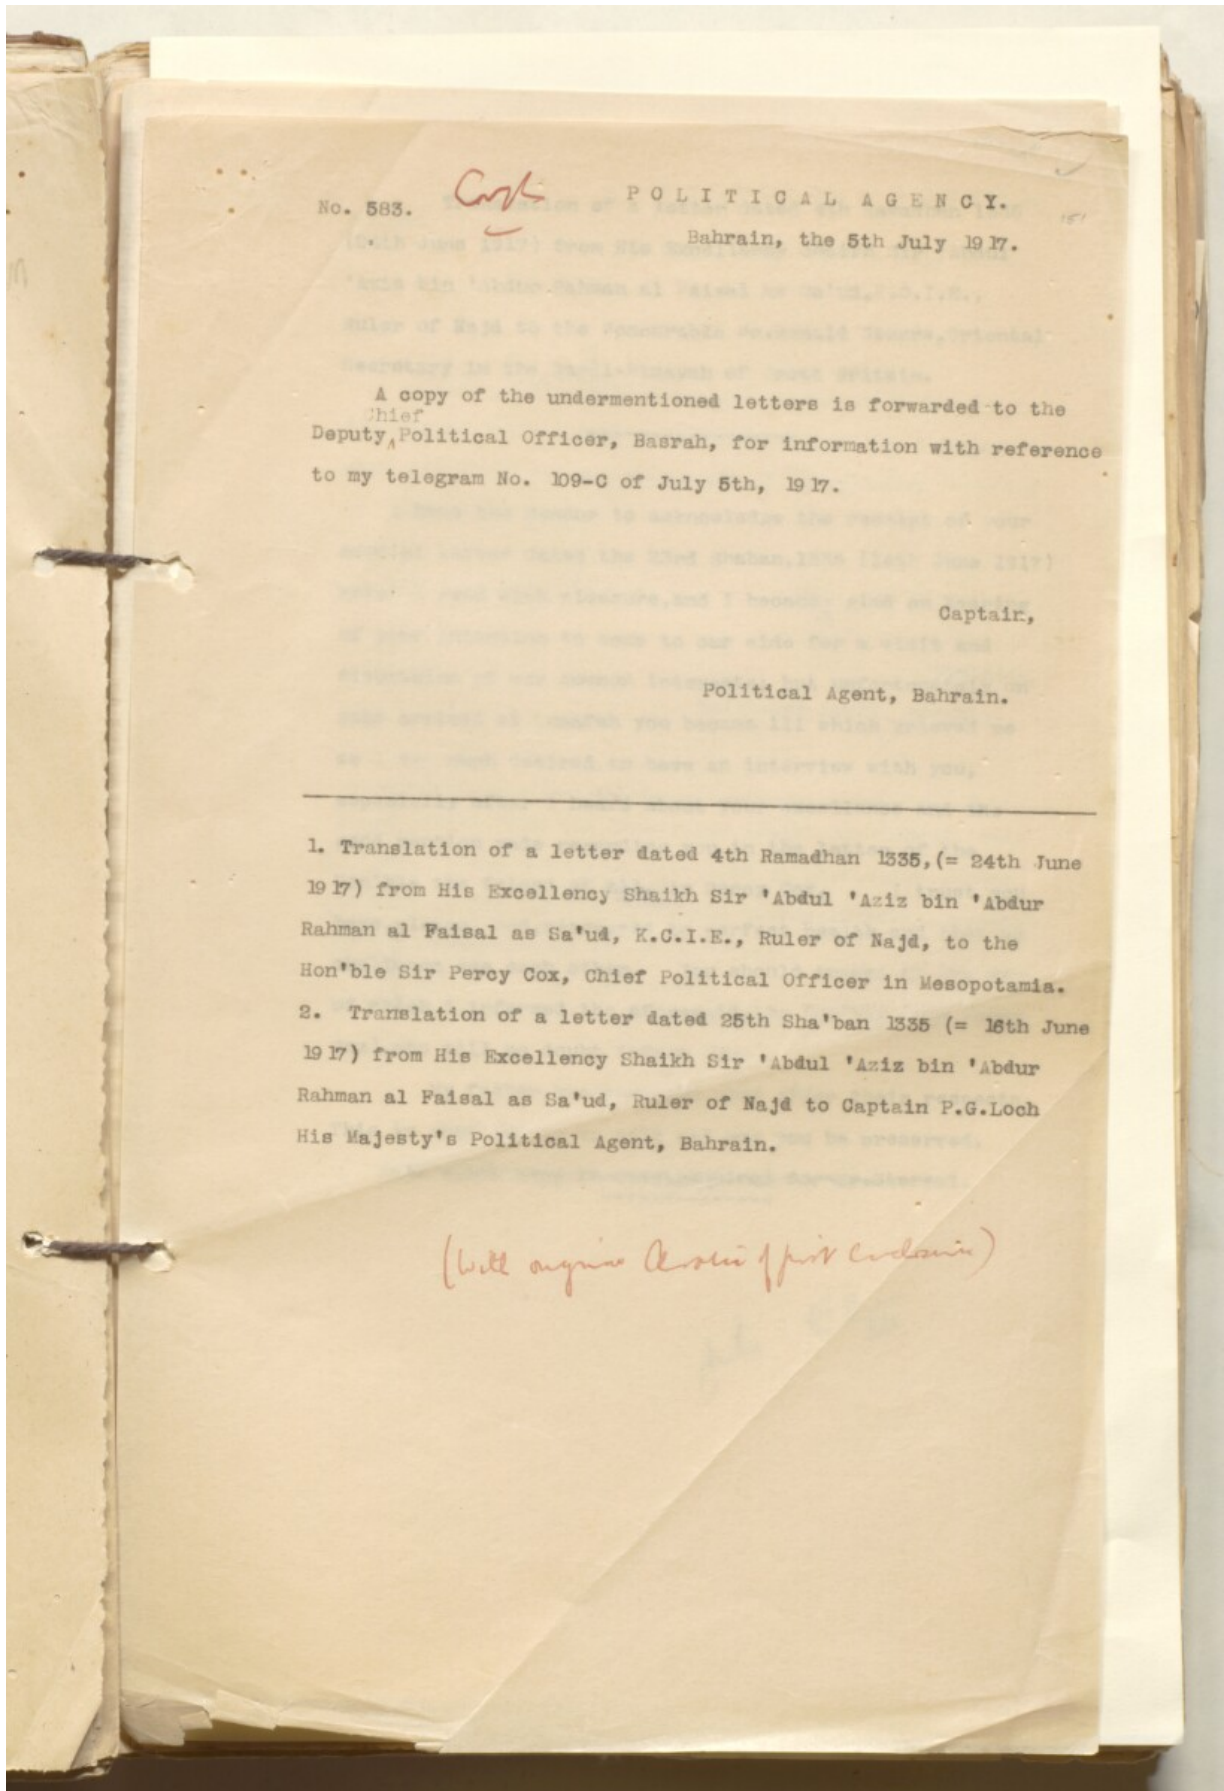 No. 583.
POLITICAL AGENCY.
Bahrain, the 5th July 1917.
A copy of the undermentioned letters is forwarded to the
Chief
Deputy Political Officer, Basrah, for information with reference
to my telegram No. 109-C of July 5th, 1917.
Captain,
Political Agent, Bahrain.
1. Translation of a letter dated 4th Ramadhan 1335, (= 24th June
1917) from His Excellency Shaikh Sir 'Abdul 'Aziz bin 'Abdur
Rahman al Faisal as Sa'ud, K.C.I.E., Ruler of Najd, to the
Hon'ble Sir Percy Cox, Chief Political Officer in Mesopotamia.
2. Translation of a letter dated 25th Sha'ban 1335 (= 16th June
1917) from His Excellency Shaikh Sir 'Abdul 'Aziz bin 'Abdur
Rahman al Faisal as Sa'ud, Ruler of Najd to Captain P.G.Loch
His Majesty's Political Agent, Bahrain.
(with original Arabic of first enclosure)